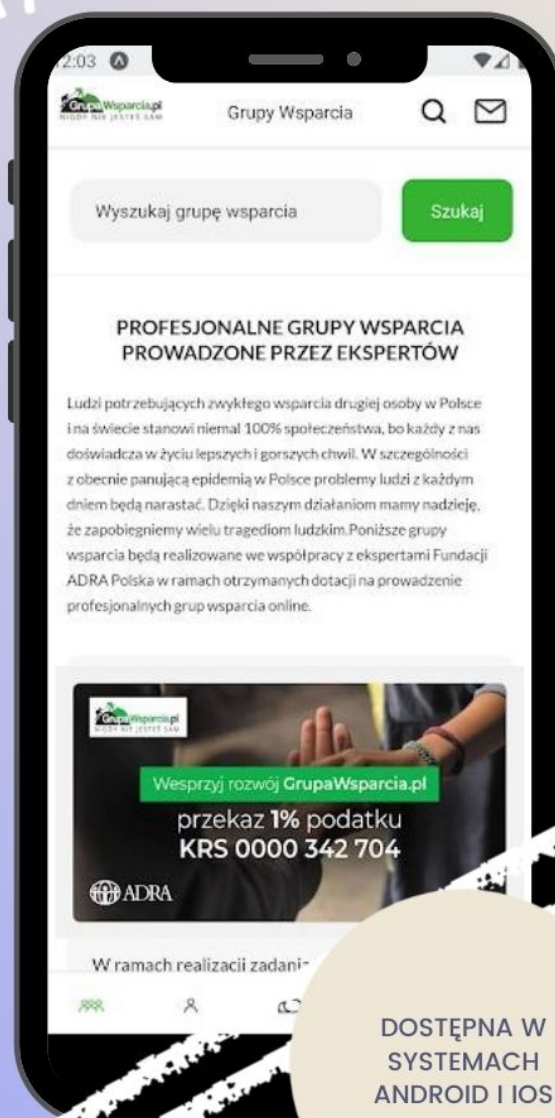 2:03
GrupaWsparcia.pl
NIGDY NIE JESTEŚ SAM
Grupy Wsparcia
Wyszukaj grupę wsparcia
Szukaj
PROFESJONALNE GRUPY WSPARCIA
PROWADZONE PRZEZ EKSPERTÓW
Ludzi potrzebujących zwykłego wsparcia drugiej osoby w Polsce
i na świecie stanowi niemal 100% społeczeństwa, bo każdy z nas
doświadcza w życiu lepszych i gorszych chwil. W szczególności
z obecnie panującą epidemią w Polsce problemy ludzi z każdym
dniem będą narastać. Dzięki naszym działaniom mamy nadzieję,
że zapobiegniemy wielu tragediom ludzkim.Poniższe grupy
wsparcia będą realizowane we współpracy z ekspertami Fundacji
ADRA Polska w ramach otrzymanych dotacji na prowadzenie
profesjonalnych grup wsparcia online.
GrupaWsparcia.pl
NIGDY NIE JESTEŚ SAM
Wesprzyj rozwój GrupaWsparcia.pl
przekaż 1% podatku
KRS 0000 342 704
ADRA
W ramach realizacji zadania
DOSTĘPNA W
SYSTEMACH
ANDROID I IOS